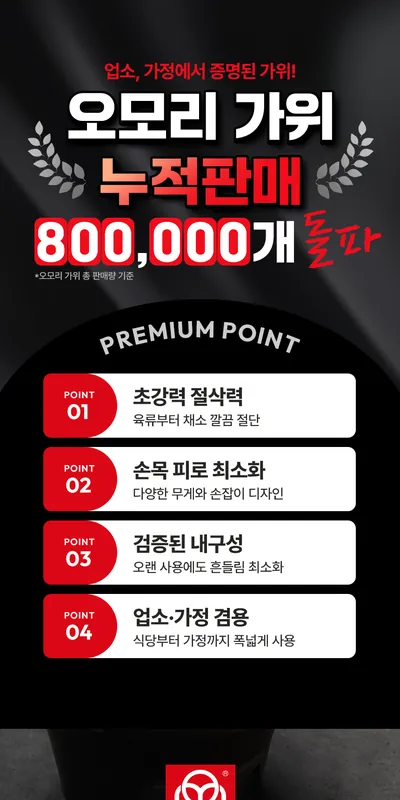 업소, 가정에서 증명된 가위!
오모리 가위
누적판매
800,000개 돌파
*오모리 가위 총 판매량 기준
PREMIUM POINT
POINT
01
초강력 절삭력
육류부터 채소 깔끔 절단
POINT
02
손목 피로 최소화
다양한 무게와 손잡이 디자인
POINT
03
검증된 내구성
오랜 사용에도 흔들림 최소화
POINT
04
업소·가정 겸용
식당부터 가정까지 폭넓게 사용
®